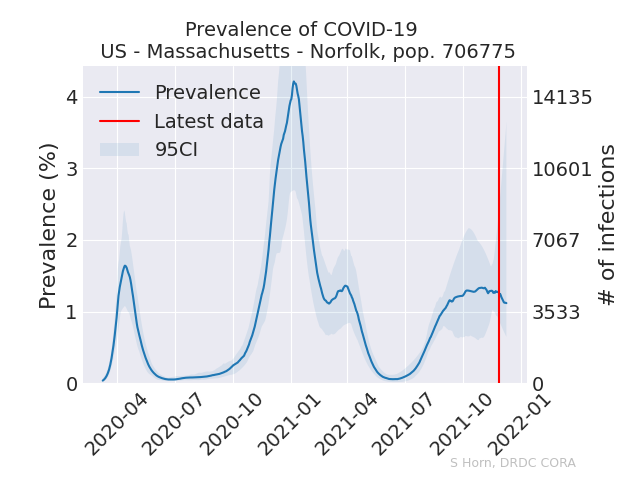 Prevalence of COVID-19
US - Massachusetts - Norfolk, pop. 706775
Prevalence
Latest data
95CI
Prevalence (%)
4
3
2
1
0
14135
10601
7067
3533
0
# of infections
2020-04
2020-07
2020-10
2021-01
2021-04
2021-07
2021-10
2022-01
S Horn, DRDC CORA